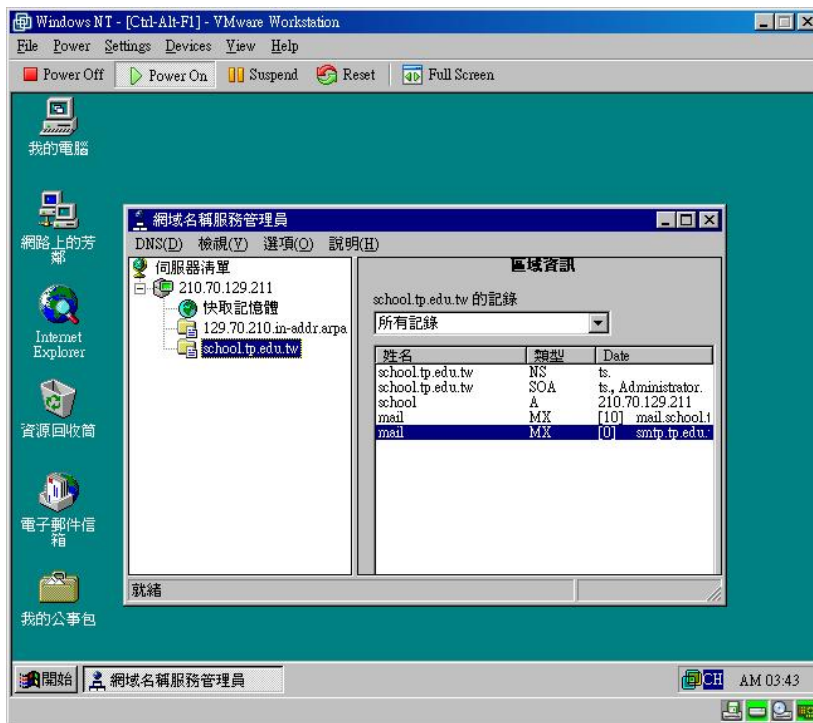 Windows NT - [Ctrl-Alt-F1] - VMware Workstation
File Power Settings Devices View Help
Power Off Power On Suspend Reset Full Screen
我的電腦
網路上的芳鄰
Internet Explorer
資源回收筒
電子郵件信箱
我的公事包
網域名稱服務管理員
DNS(D) 檢視(V) 選項(O) 說明(H)
伺服器清單
210.70.129.211
快取記憶體
129.70.210.in-addr.arpa
school.tp.edu.tw
區域資訊
school.tp.edu.tw 的記錄
所有記錄
姓名 類型 Date
school.tp.edu.tw NS ts.
school.tp.edu.tw SOA ts., Administrator.
school A 210.70.129.211
mail MX [10] mail.school.t
mail MX [0] smtp.tp.edu.
就緒
開始 網域名稱服務管理員 CH AM 03:43